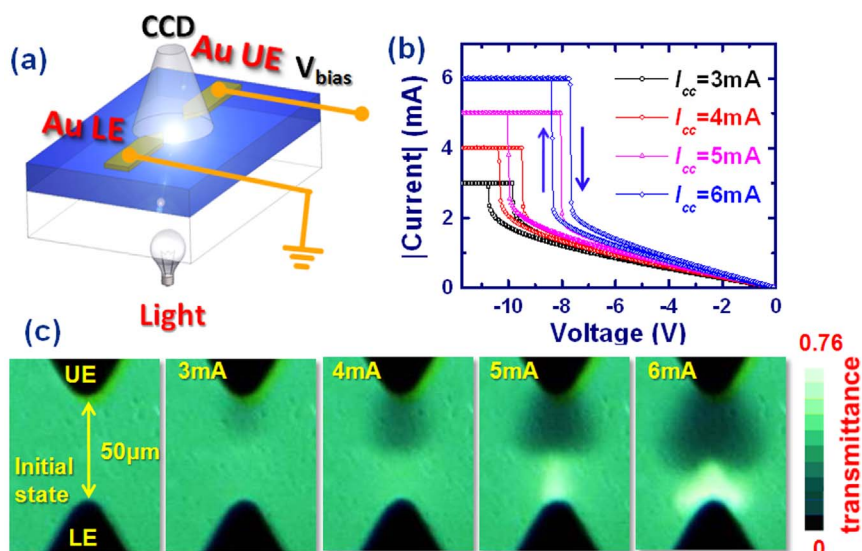 (a)
CCD
Au UE
V_bias
Au LE
Light
(b)
|Current| (mA)
6
4
2
0
I_cc=3mA
I_cc=4mA
I_cc=5mA
I_cc=6mA
-10 -8 -6 -4 -2 0
Voltage (V)
(c)
UE
50μm
Initial
state
LE
3mA
4mA
5mA
6mA
0.76
transmittance
0